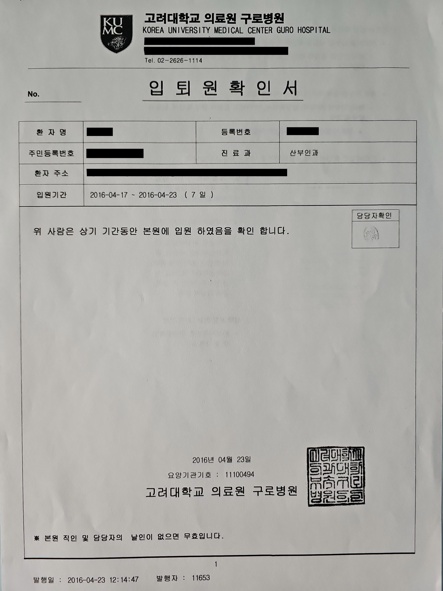 KU
MC
고려대학교 의료원 구로병원
KOREA UNIVERSITY MEDICAL CENTER GURO HOSPITAL
Tel. 02-2626-1114
No.
입 퇴 원 확 인 서
환 자 명 등록번호
주민등록번호 진 료 과 산부인과
환자 주소
입원기간 2016-04-17 ~ 2016-04-23 ( 7 일 )
담당자확인
위 사람은 상기 기간동안 본원에 입원 하였음을 확인 합니다.
2016년 04월 23일
요양기관기호 : 11100494
고려대학교 의료원 구로병원
※ 본원 직인 및 담당자의 날인이 없으면 무효입니다.
1
발행일 : 2016-04-23 12:14:47 발행자 : 11653